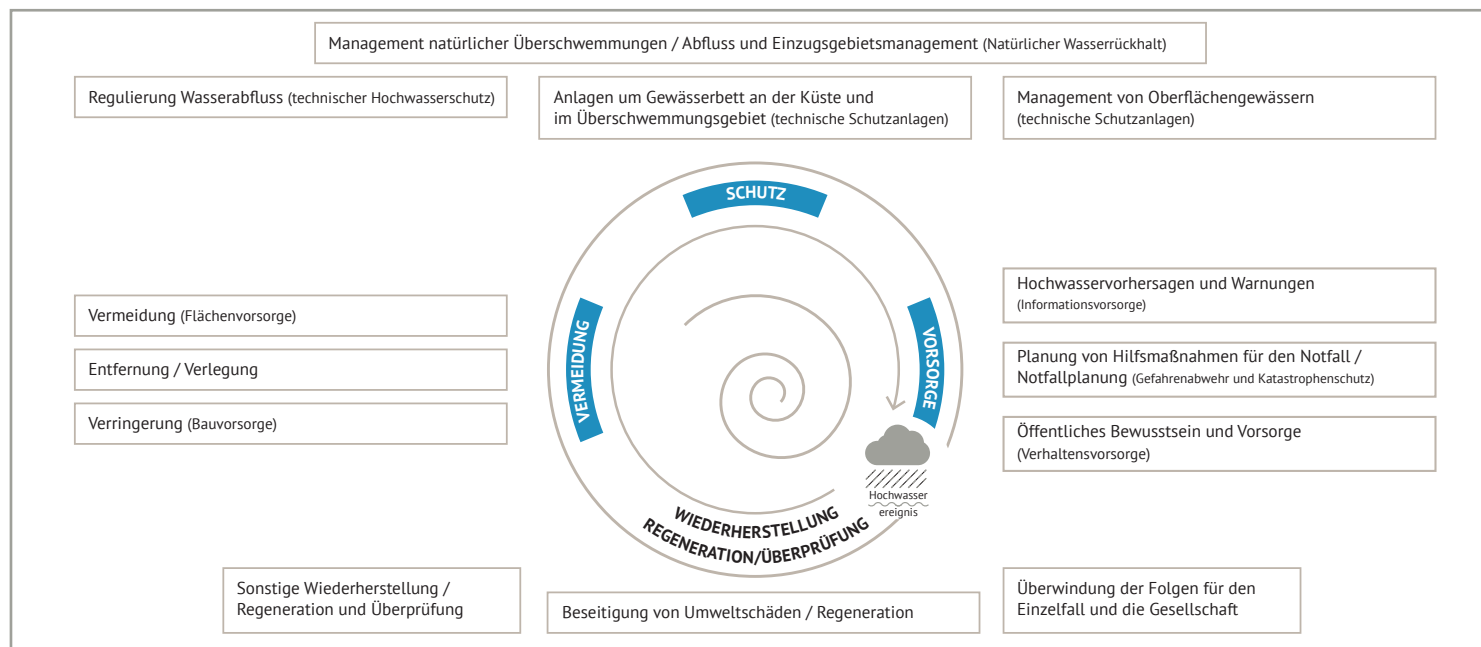 Management natürlicher Überschwemmungen / Abfluss und Einzugsgebietsmanagement (Natürlicher Wasserrückhalt)
Regulierung Wasserabfluss (technischer Hochwasserschutz)
Anlagen um Gewässerbett an der Küste und
im Überschwemmungsgebiet (technische Schutzanlagen)
Management von Oberflächengewässern
(technische Schutzanlagen)
SCHUTZ
VERMEIDUNG
VORSORGE
Vermeidung (Flächenvorsorge)
Entfernung / Verlegung
Verringerung (Bauvorsorge)
Hochwasservorhersagen und Warnungen
(Informationsvorsorge)
Planung von Hilfsmaßnahmen für den Notfall /
Notfallplanung (Gefahrenabwehr und Katastrophenschutz)
Öffentliches Bewusstsein und Vorsorge
(Verhaltensvorsorge)
Hochwasser
ereignis
WIEDERHERSTELLUNG
REGENERATION/ÜBERPRÜFUNG
Sonstige Wiederherstellung /
Regeneration und Überprüfung
Beseitigung von Umweltschäden / Regeneration
Überwindung der Folgen für den
Einzelfall und die Gesellschaft